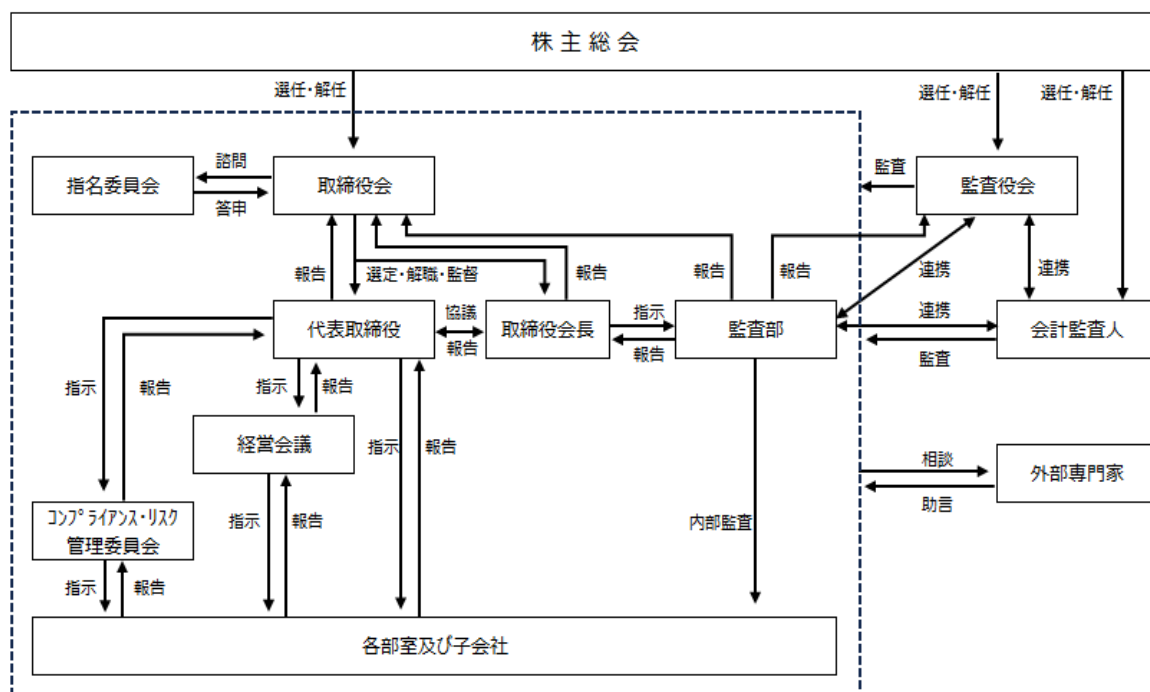 株主総会
選任・解任
選任・解任
選任・解任
指名委員会
諮問
答申
取締役会
監査
監査役会
報告
選定・解職・監督
報告
報告
報告
連携
連携
代表取締役
協議
報告
取締役会長
指示
報告
監査部
連携
監査
会計監査人
指示
報告
指示
報告
経営会議
指示
報告
相談
助言
外部専門家
コンプライアンス・リスク
管理委員会
指示
報告
内部監査
指示
報告
各部室及び子会社